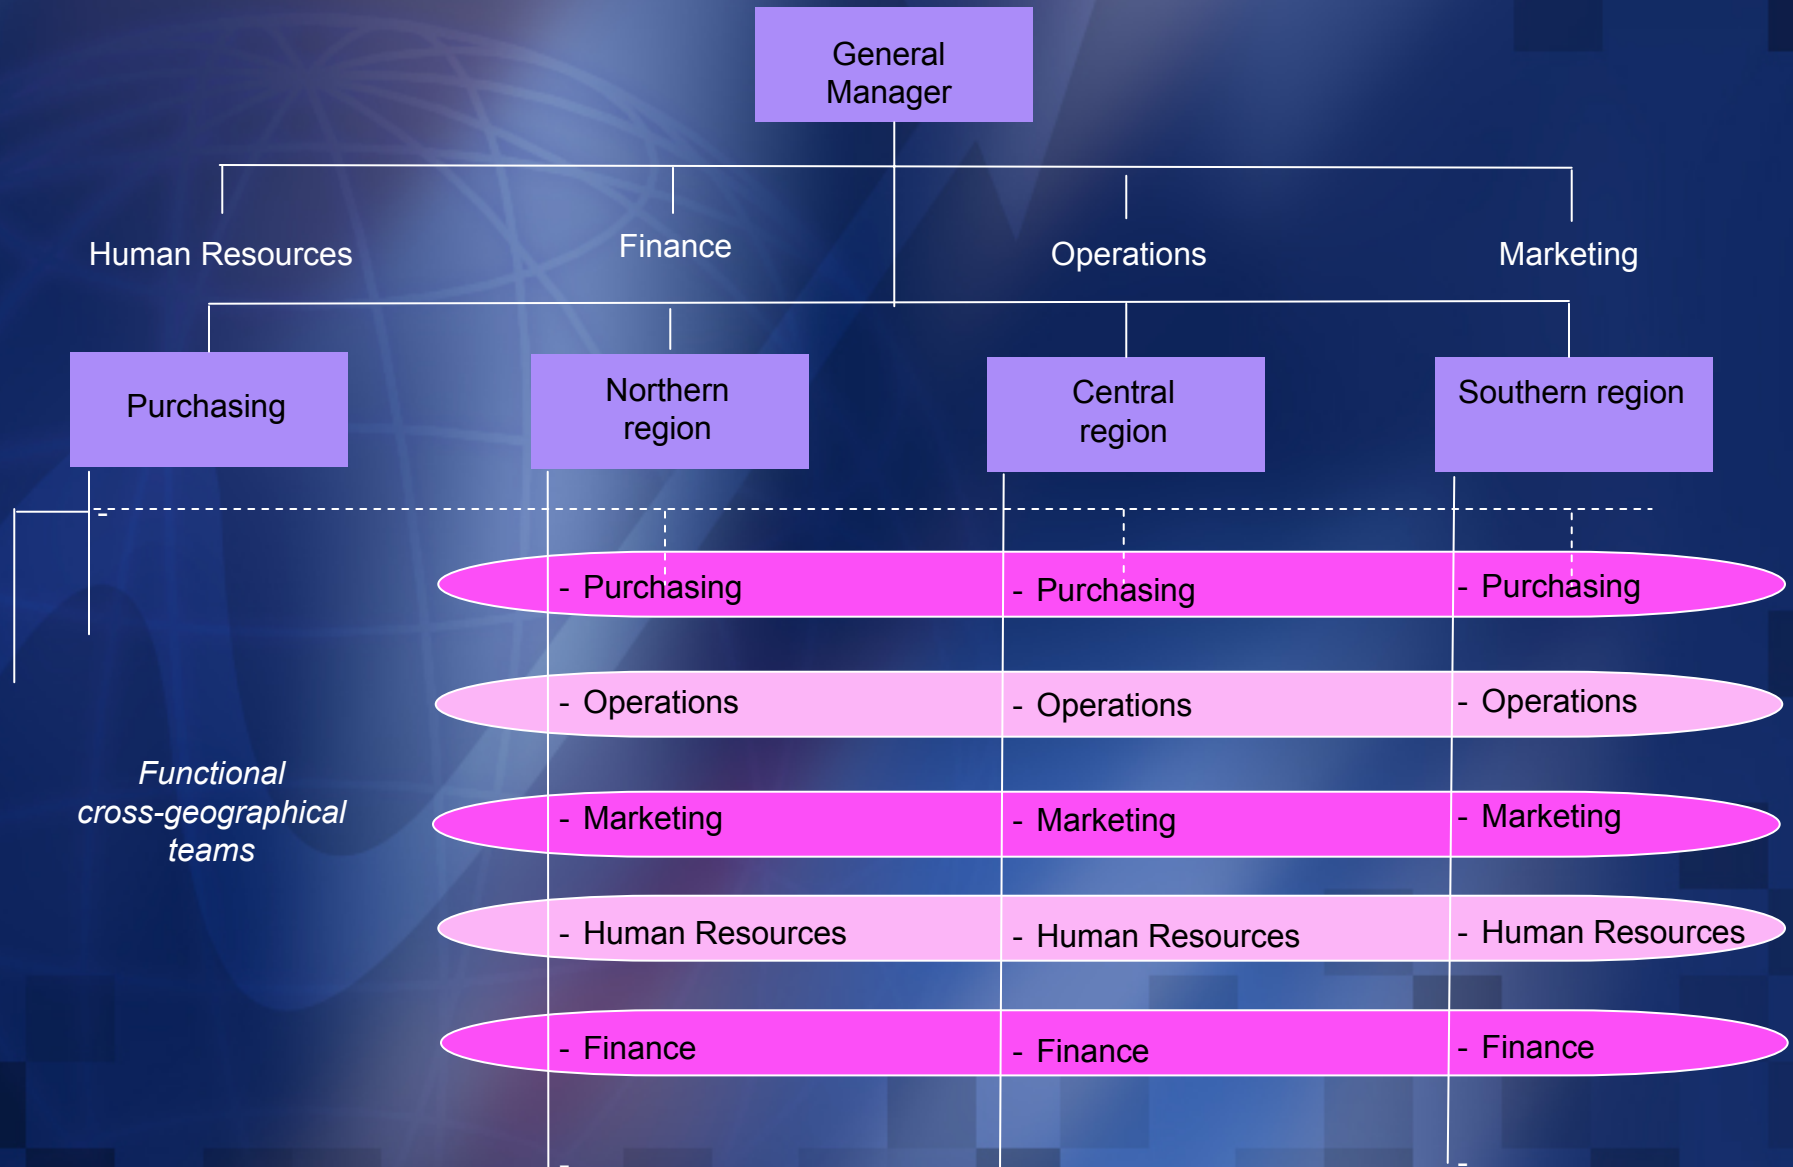 General
Manager
Human Resources
Finance
Operations
Marketing
Purchasing
Northern
region
Central
region
Southern region
-
- Purchasing
- Purchasing
- Purchasing
- Operations
- Operations
- Operations
Functional
cross-geographical
teams
- Marketing
- Marketing
- Marketing
- Human Resources
- Human Resources
- Human Resources
- Finance
- Finance
- Finance
-
-